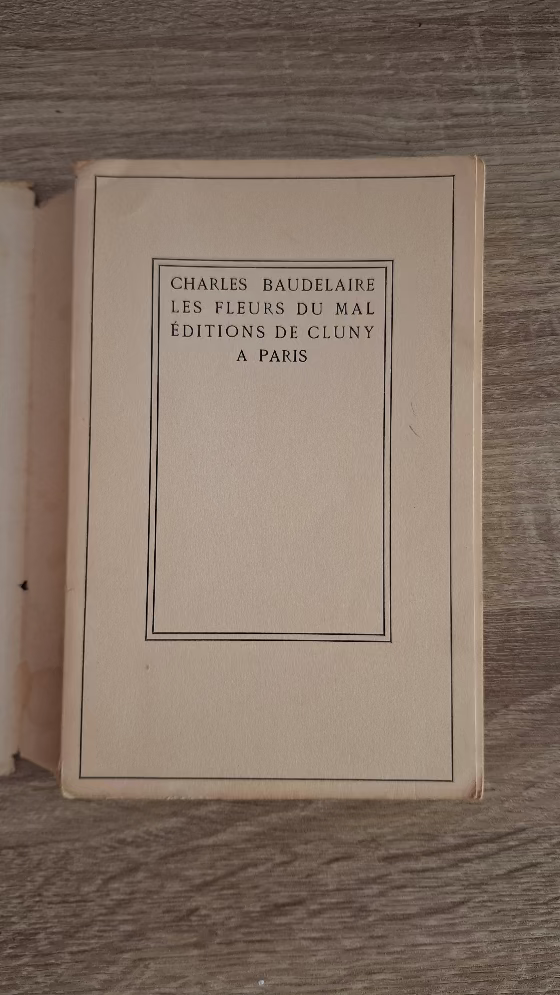 CHARLES BAUDELAIRE
LES FLEURS DU MAL
ÉDITIONS DE CLUNY
A PARIS